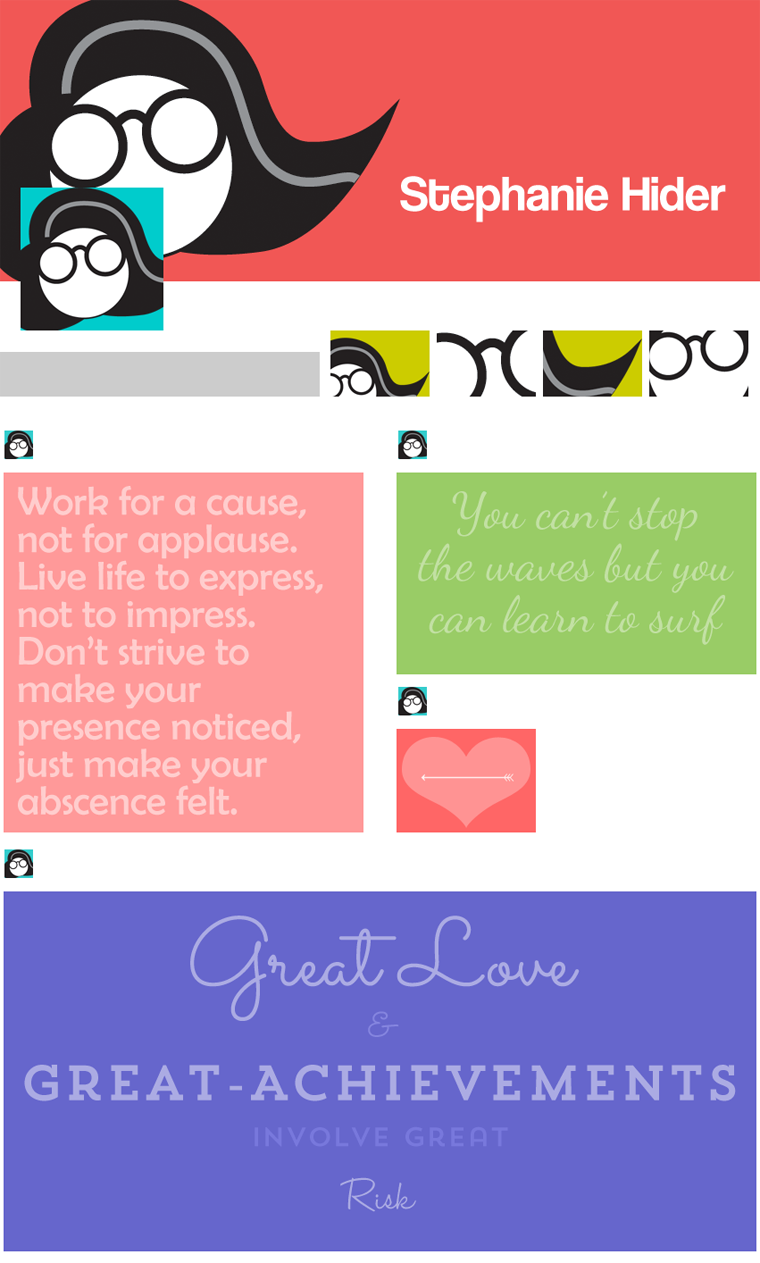 Stephanie Hider
Work for a cause,
not for applause.
Live life to express,
not to impress.
Don’t strive to
make your
presence noticed,
just make your
abscence felt.
You can't stop
the waves but you
can learn to surf
Great Love
&
GREAT-ACHIEVEMENTS
INVOLVE GREAT
Risk